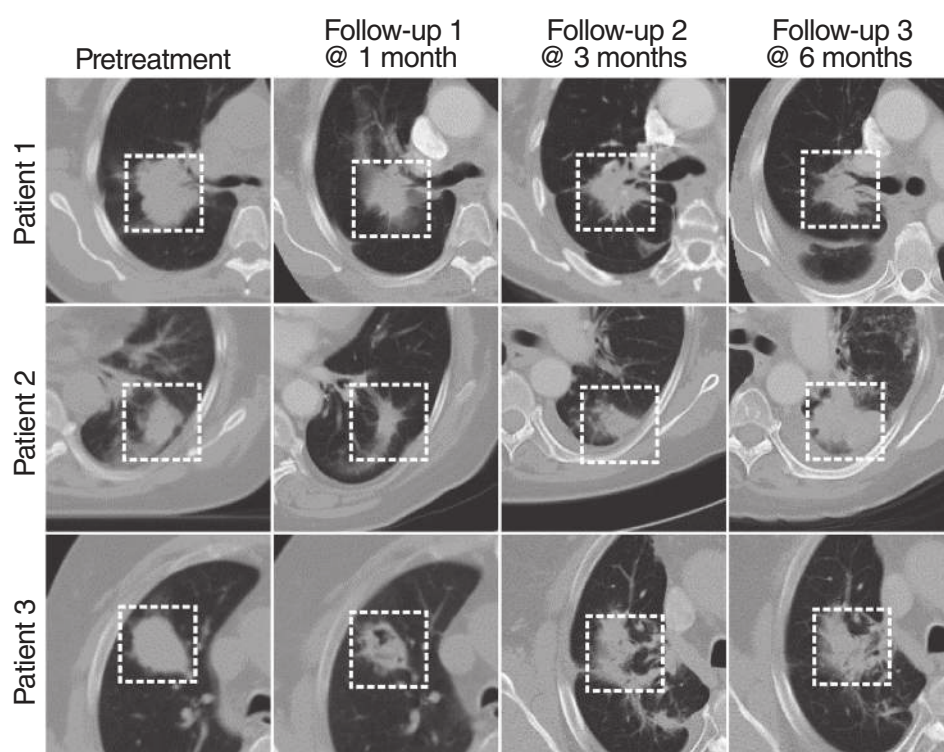 Pretreatment
Follow-up 1
@ 1 month
Follow-up 2
@ 3 months
Follow-up 3
@ 6 months
Patient 1
Patient 2
Patient 3